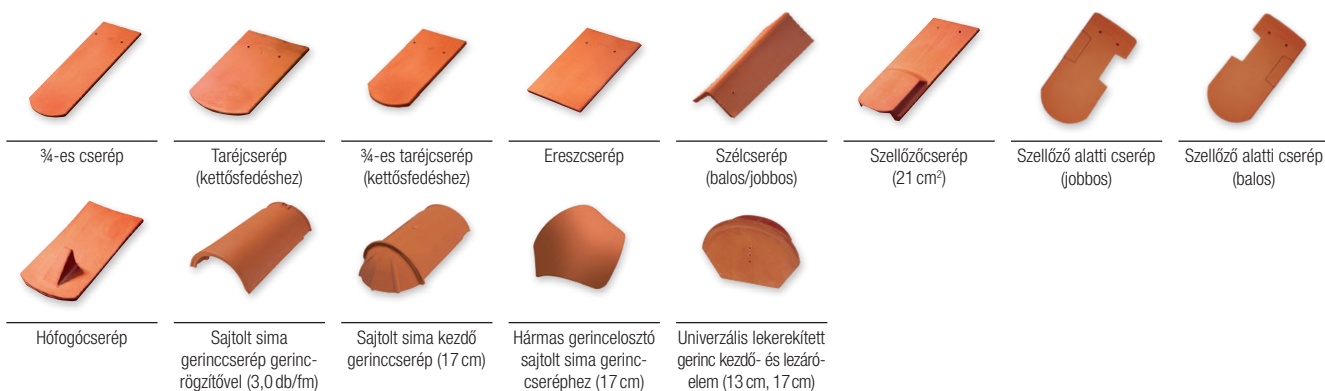 ¾-es cserép
Taréjcserép
(kettősfedéshez)
¾-es taréjcserép
(kettősfedéshez)
Ereszcserép
Szélcserép
(balos/jobbos)
Szellőzőcserép
(21 cm²)
Szellőző alatti cserép
(jobbos)
Szellőző alatti cserép
(balos)
Hófogócserép
Sajtolt sima
gerinccserép gerinc-
rögzítővel (3,0 db/fm)
Sajtolt sima kezdő
gerinccserép (17 cm)
Hármas gerincelosztó
sajtolt sima gerinc-
cseréphez (17 cm)
Univerzális lekerekített
gerinc kezdő- és lezáró-
elem (13 cm, 17 cm)